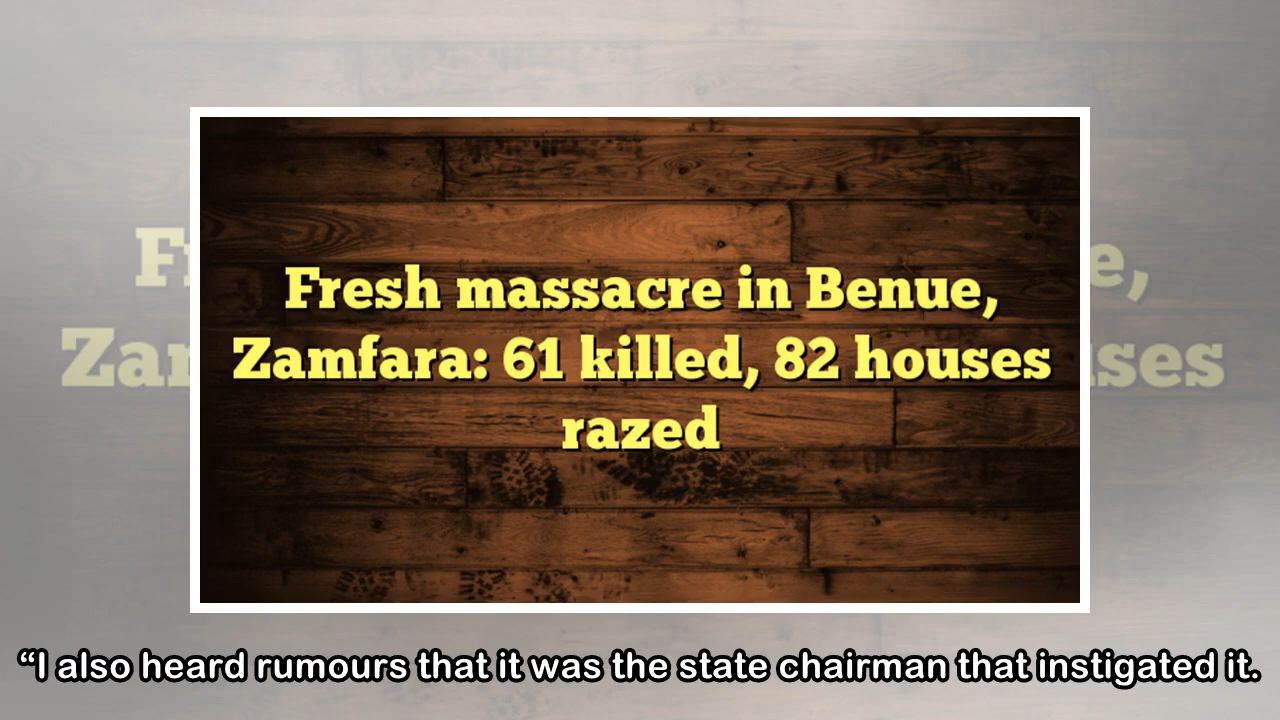 Fresh massacre in Benue,
Zamfara: 61 killed, 82 houses
razed
“I also heard rumours that it was the state chairman that instigated it.